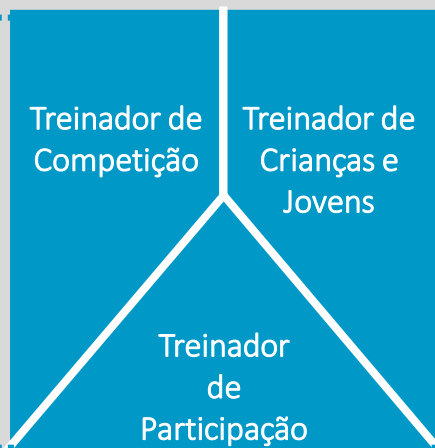 Treinador de
Competição
Treinador de
Crianças e
Jovens
Treinador
de
Participação